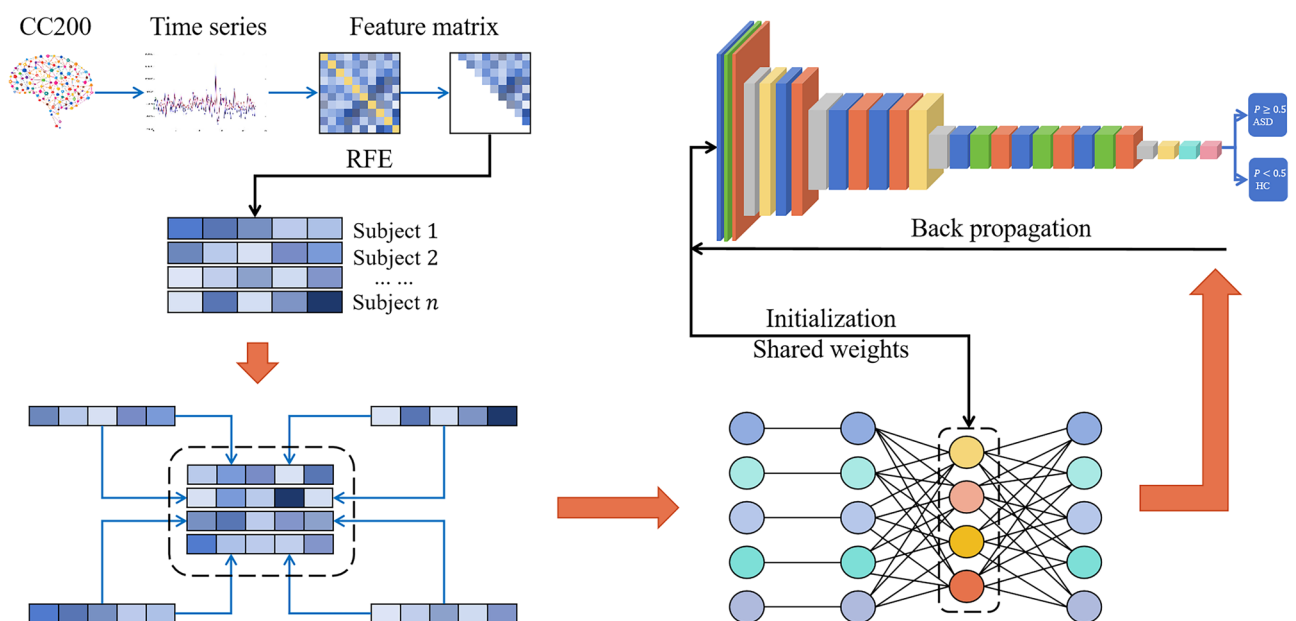 CC200
Time series
Feature matrix
RFE
Subject 1
Subject 2
... ...
Subject n
P ≥ 0.5
ASD
P < 0.5
HC
Back propagation
Initialization
Shared weights